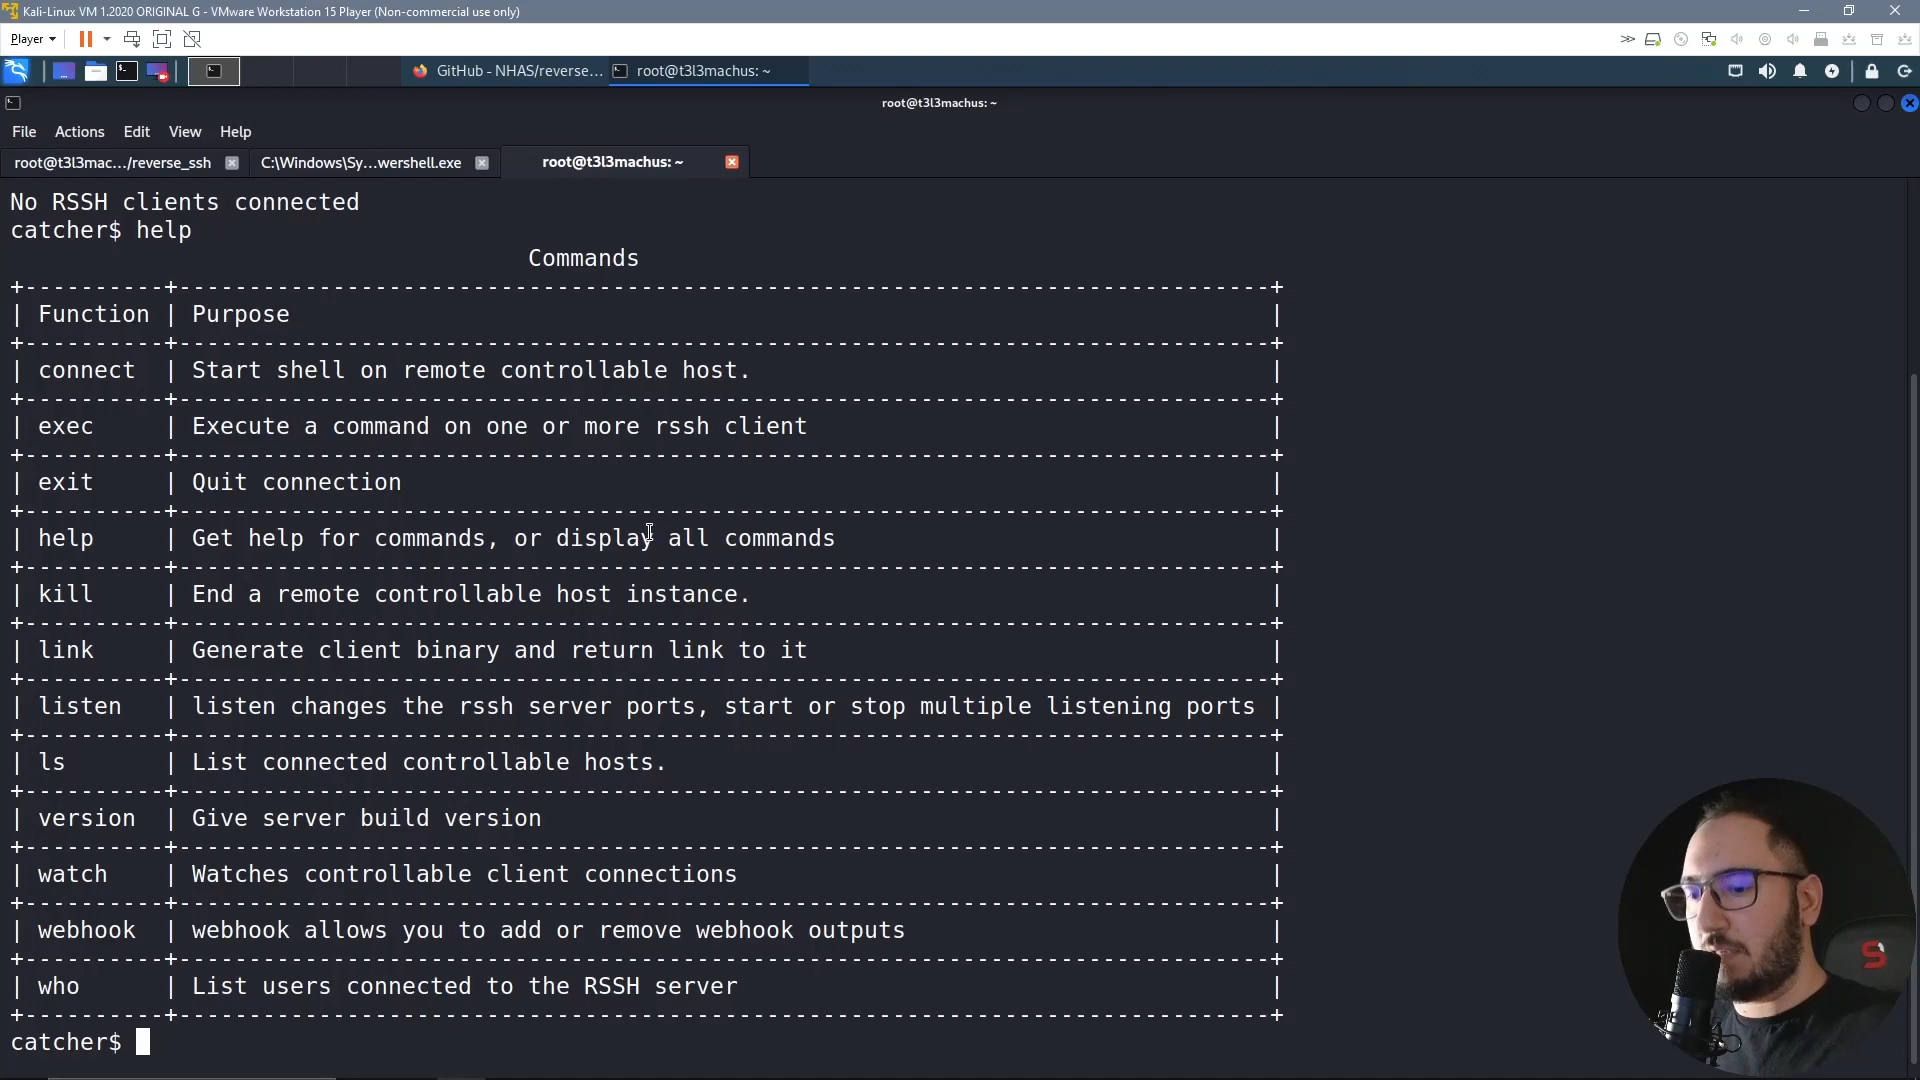 Kali-Linux VM 1.2020 ORIGINAL G - VMware Workstation 15 Player (Non-commercial use only)
Player
GitHub - NHAS/reverse... root@t3l3machus: ~
root@t3l3machus: ~
File Actions Edit View Help
root@t3l3mac.../reverse_ssh C:\Windows\Sy...wershell.exe root@t3l3machus: ~
No RSSH clients connected
catcher$ help
Commands
+----------+------------------------------------------------------------------------------+
| Function | Purpose |
+----------+------------------------------------------------------------------------------+
| connect | Start shell on remote controllable host. |
+----------+------------------------------------------------------------------------------+
| exec | Execute a command on one or more rssh client |
+----------+------------------------------------------------------------------------------+
| exit | Quit connection |
+----------+------------------------------------------------------------------------------+
| help | Get help for commands, or display all commands |
+----------+------------------------------------------------------------------------------+
| kill | End a remote controllable host instance. |
+----------+------------------------------------------------------------------------------+
| link | Generate client binary and return link to it |
+----------+------------------------------------------------------------------------------+
| listen | listen changes the rssh server ports, start or stop multiple listening ports |
+----------+------------------------------------------------------------------------------+
| ls | List connected controllable hosts. |
+----------+------------------------------------------------------------------------------+
| version | Give server build version |
+----------+------------------------------------------------------------------------------+
| watch | Watches controllable client connections |
+----------+------------------------------------------------------------------------------+
| webhook | webhook allows you to add or remove webhook outputs |
+----------+------------------------------------------------------------------------------+
| who | List users connected to the RSSH server |
+----------+------------------------------------------------------------------------------+
catcher$